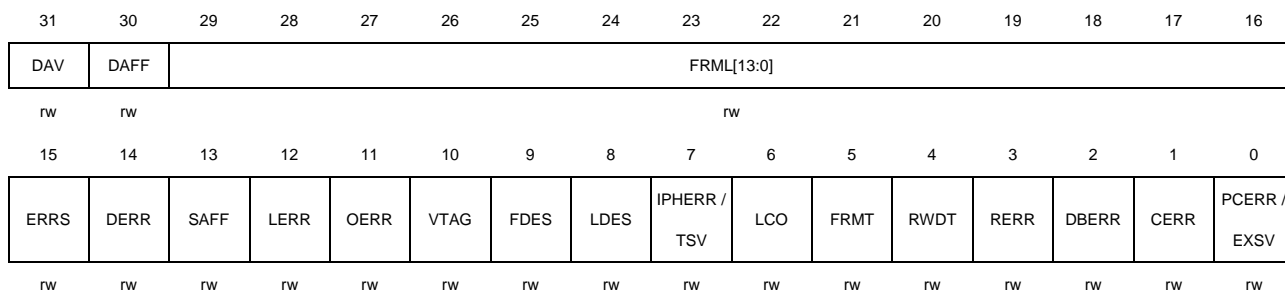 31 30 29 28 27 26 25 24 23 22 21 20 19 18 17 16
DAV DAFF FRML[13:0]
rw rw rw
15 14 13 12 11 10 9 8 7 6 5 4 3 2 1 0
ERRS DERR SAFF LERR OERR VTAG FDES LDES IPHERR / TSV LCO FRMT RWDT RERR DBERR CERR PCERR / EXSV
rw rw rw rw rw rw rw rw rw rw rw rw rw rw rw rw